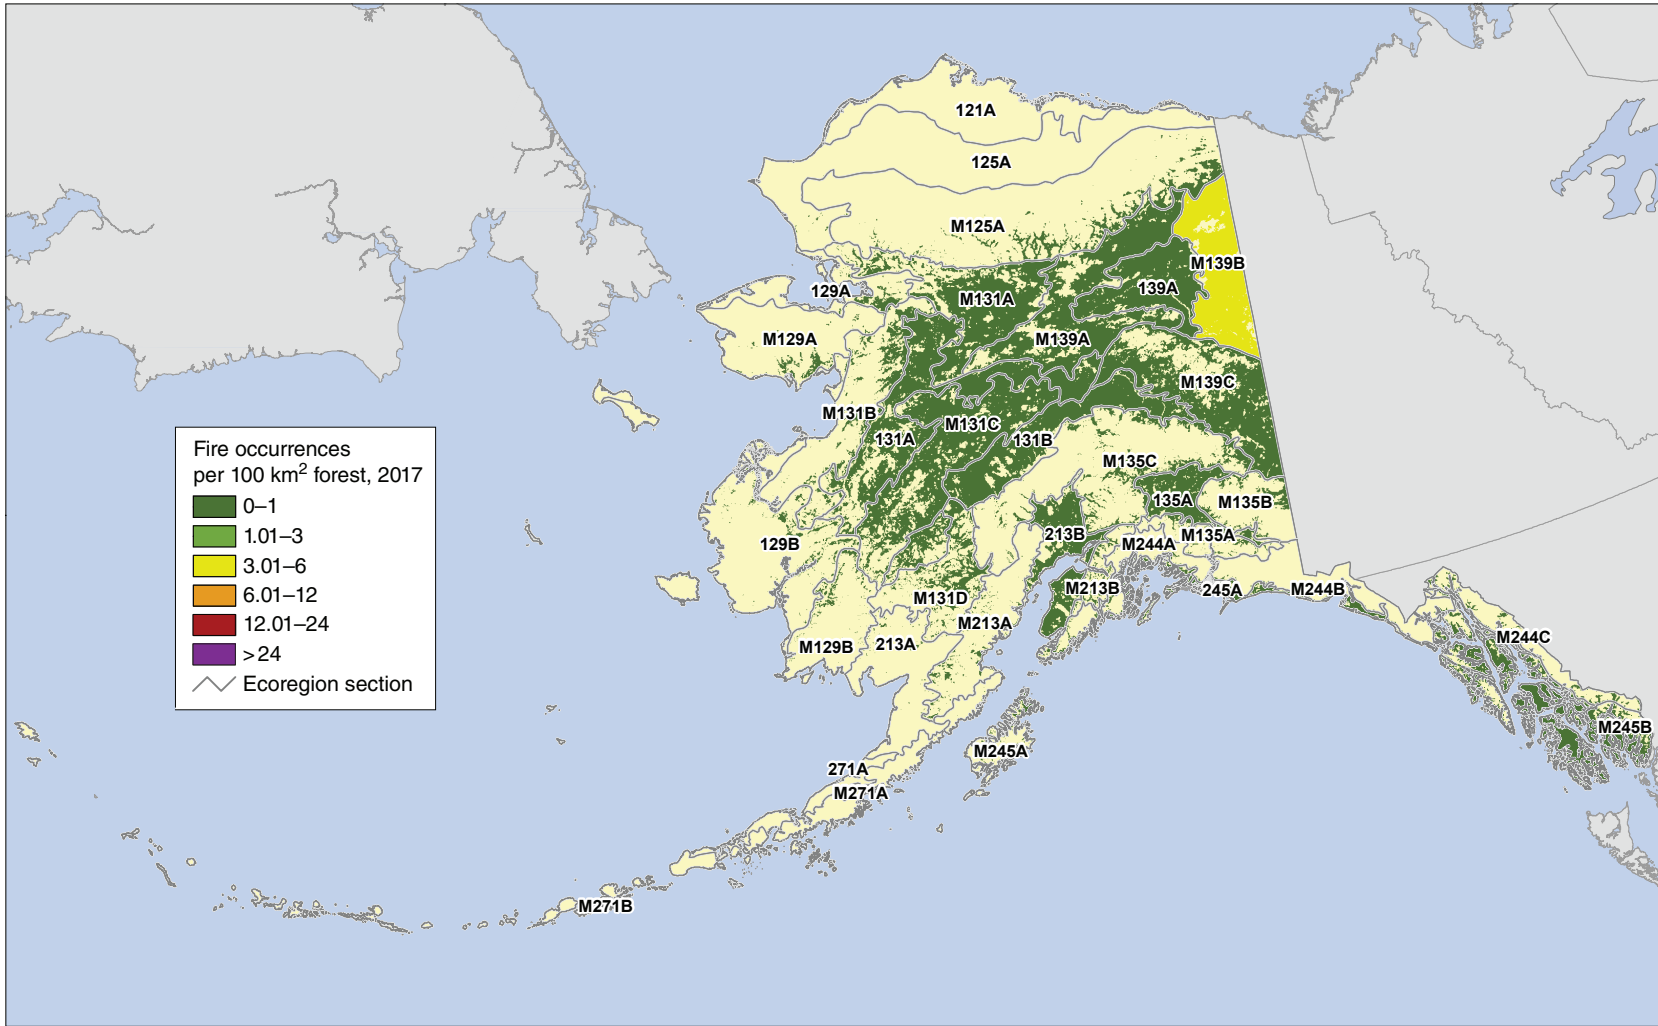 121A
125A
M125A
M139B
129A
139A
M131A
M129A
M139A
M139C
M131B
M131C
131A
131B
M135C
135A
M135B
213B
M135A
129B
M244A
M213B
245A
M244B
M131D
M213A
M129B
213A
M244C
M245B
M245A
271A
M271A
M271B
Fire occurrences
per 100 km² forest, 2017
0–1
1.01–3
3.01–6
6.01–12
12.01–24
>24
Ecoregion section